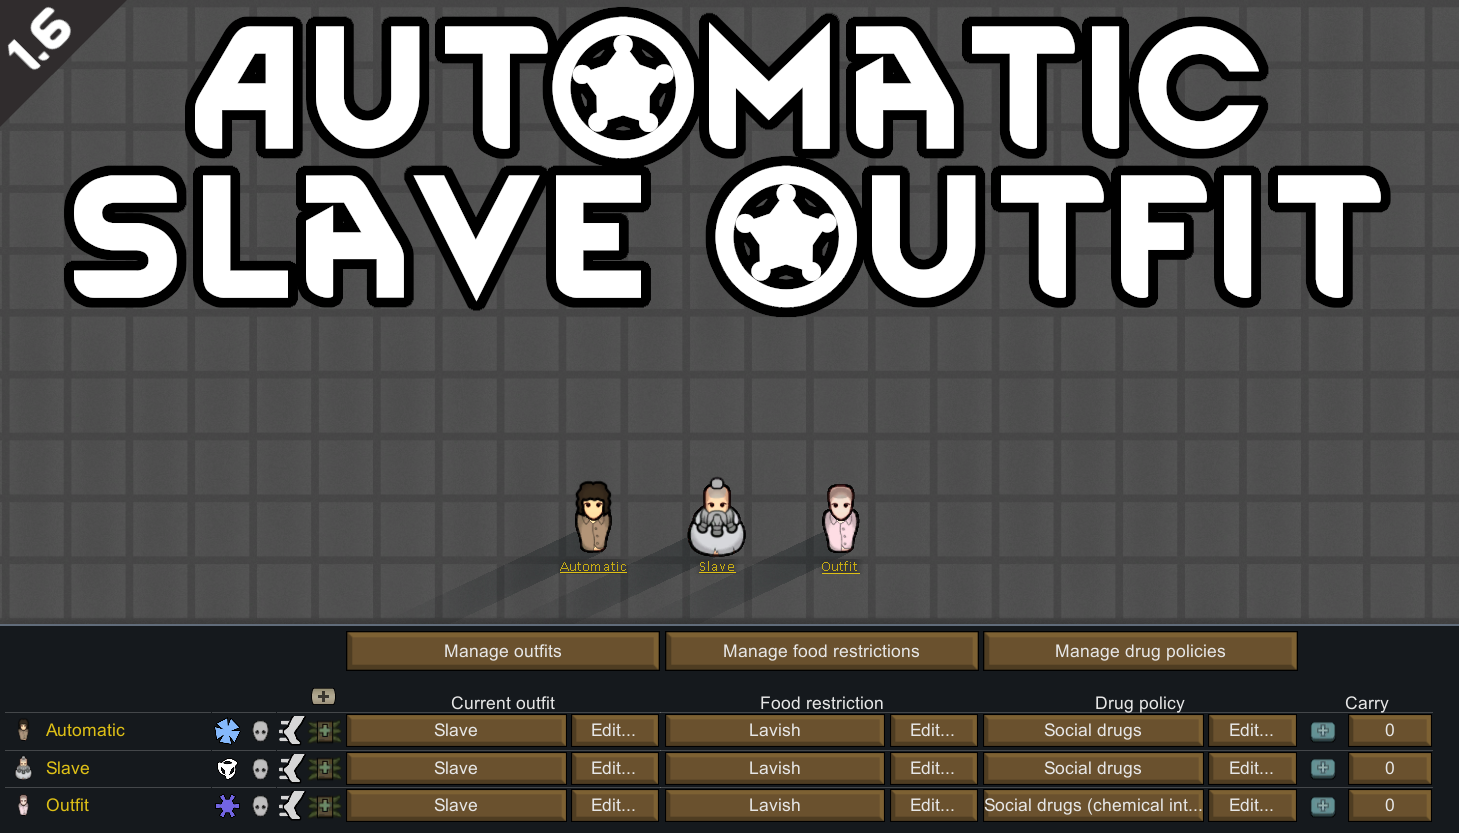 1.6
AUTOMATIC
SLAVE OUTFIT
Automatic Slave Outfit
Manage outfits Manage food restrictions Manage drug policies
Current outfit Food restriction Drug policy Carry
Automatic Slave Edit... Lavish Edit... Social drugs Edit... 0
Slave Slave Edit... Lavish Edit... Social drugs Edit... 0
Outfit Slave Edit... Lavish Edit... Social drugs (chemical int... Edit... 0